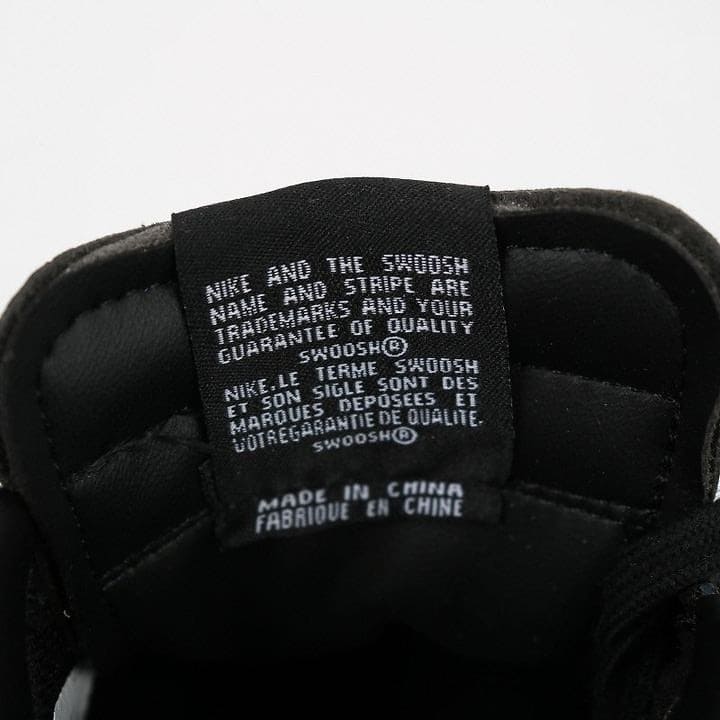 NIKE AND THE SWOOSH
NAME AND STRIPE ARE
TRADEMARKS AND YOUR
GUARANTEE OF QUALITY
SWOOSH®
NIKE.LE TERME SWOOSH
ET SON SIGLE SONT DES
MARQUES DEPOSEES ET
VOTREGARANTIE DE QUALITE.
SWOOSH®
MADE IN CHINA
FABRIQUE EN CHINE